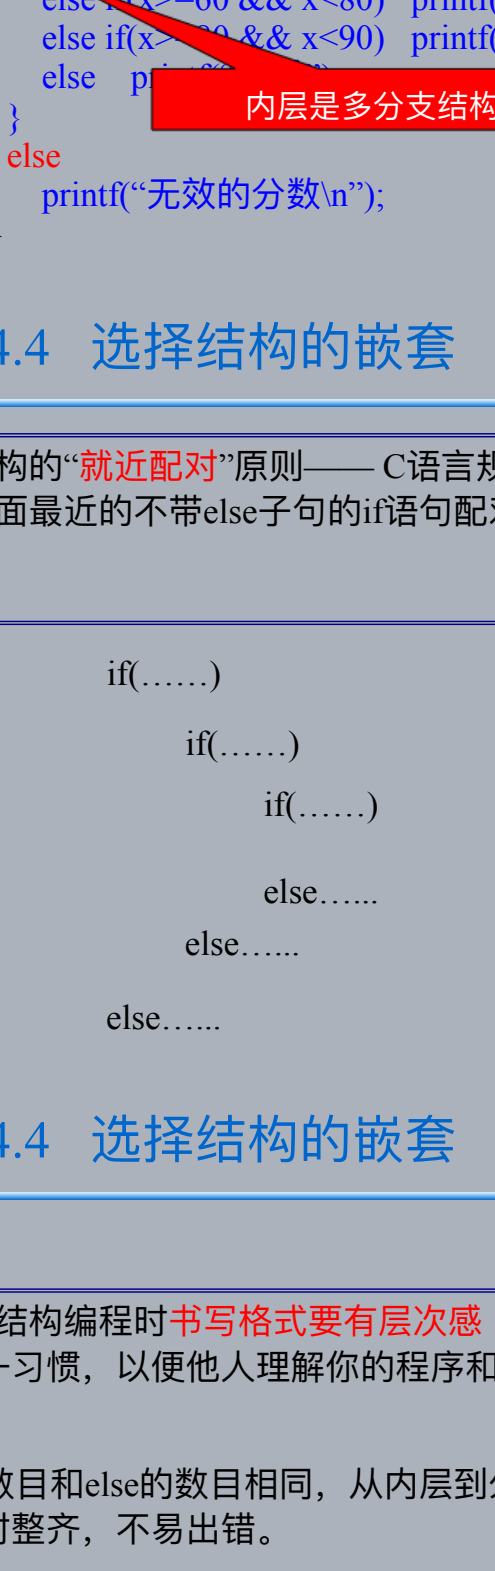 else if(x>=60 && x<80) printf(
else if(x>=80 && x<90) printf(
else
内层是多分支结构
}
else
printf(“无效的分数\n”);
4.4 选择结构的嵌套
构的“就近配对”原则—— C语言规
面最近的不带else子句的if语句配对
if(……)
if(……)
if(……)
else…...
else…...
else…...
4.4 选择结构的嵌套
结构编程时书写格式要有层次感
习惯，以便他人理解你的程序和
数目和else的数目相同，从内层到
对整齐，不易出错。